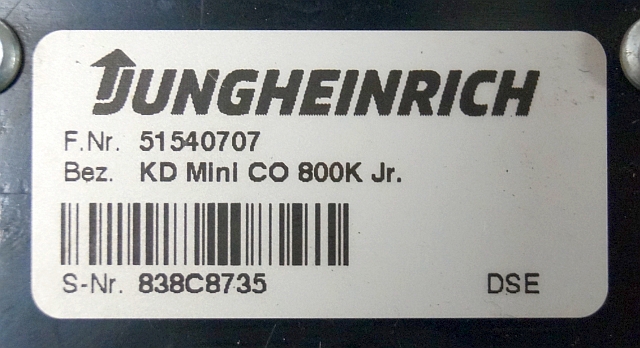 JUNGHEINRICH
F.Nr. 51540707
Bez. KD Mini CO 800K Jr.
S-Nr. 838C8735 DSE